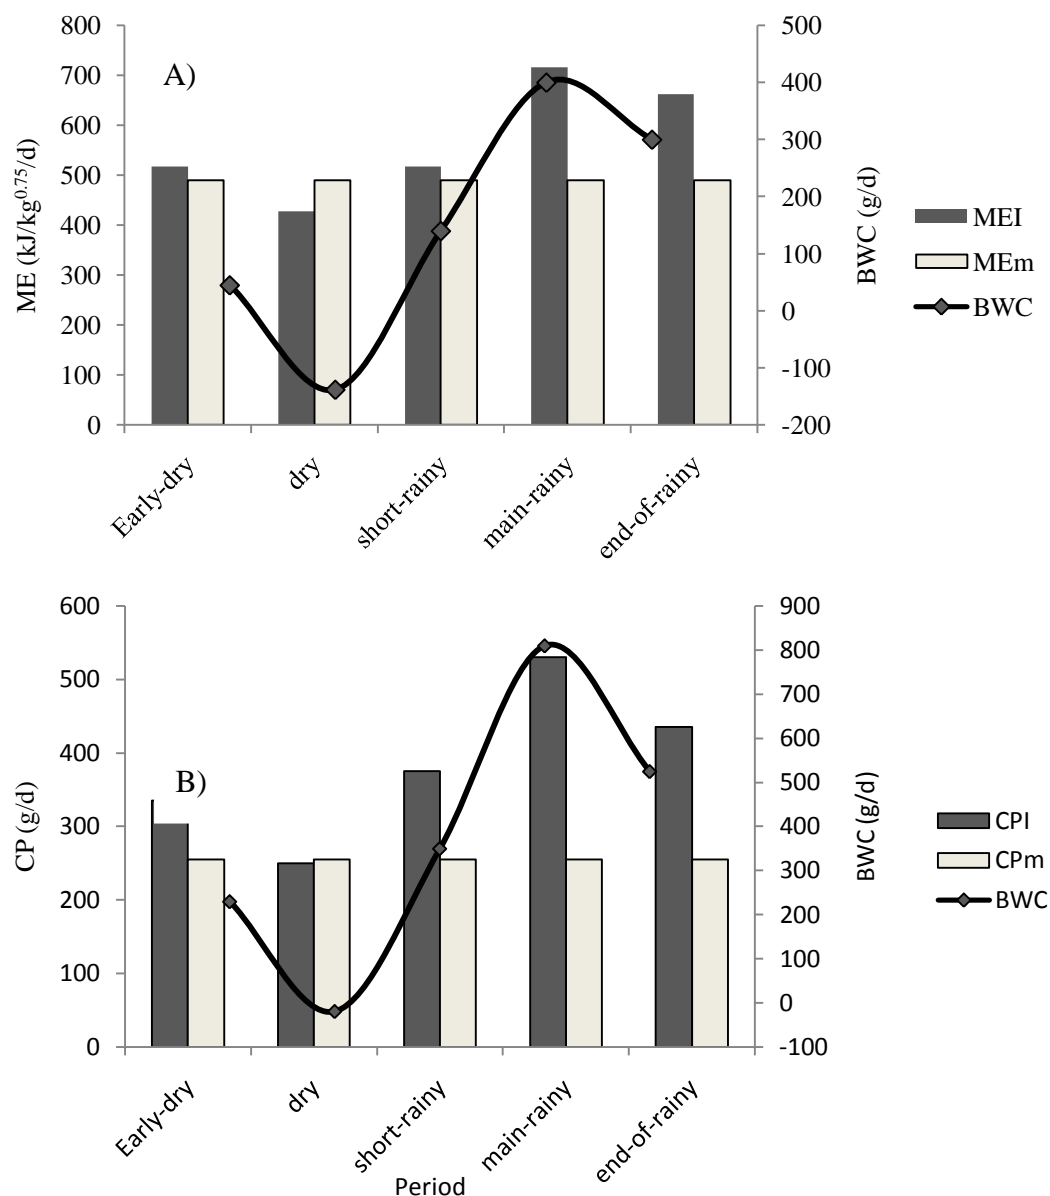 A)
ME (kJ/kg0.75/d)
800
700
600
500
400
300
200
100
0
500
400
300
200
100
0
-100
-200
BWC (g/d)
MEI
MEm
BWC
Early-dry
dry
short-rainy
main-rainy
end-of-rainy
B)
CP (g/d)
600
500
400
300
200
100
0
900
800
700
600
500
400
300
200
100
0
-100
BWC (g/d)
CPI
CPm
BWC
Early-dry
dry
short-rainy
main-rainy
end-of-rainy
Period